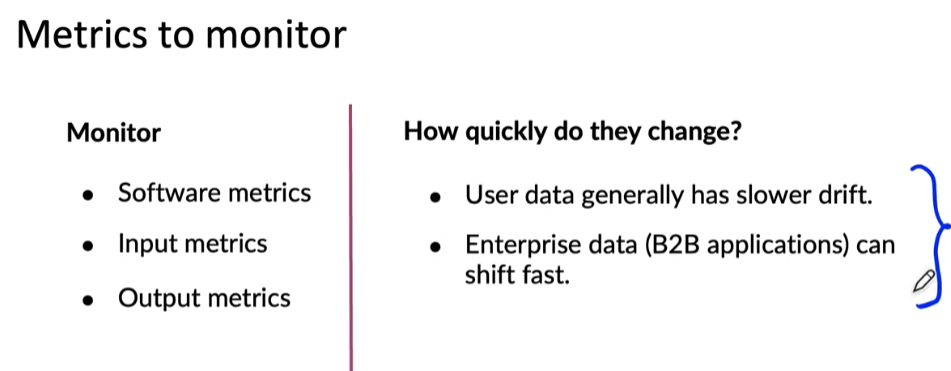 Metrics to monitor
Monitor
• Software metrics
• Input metrics
• Output metrics
How quickly do they change?
• User data generally has slower drift.
• Enterprise data (B2B applications) can
shift fast.